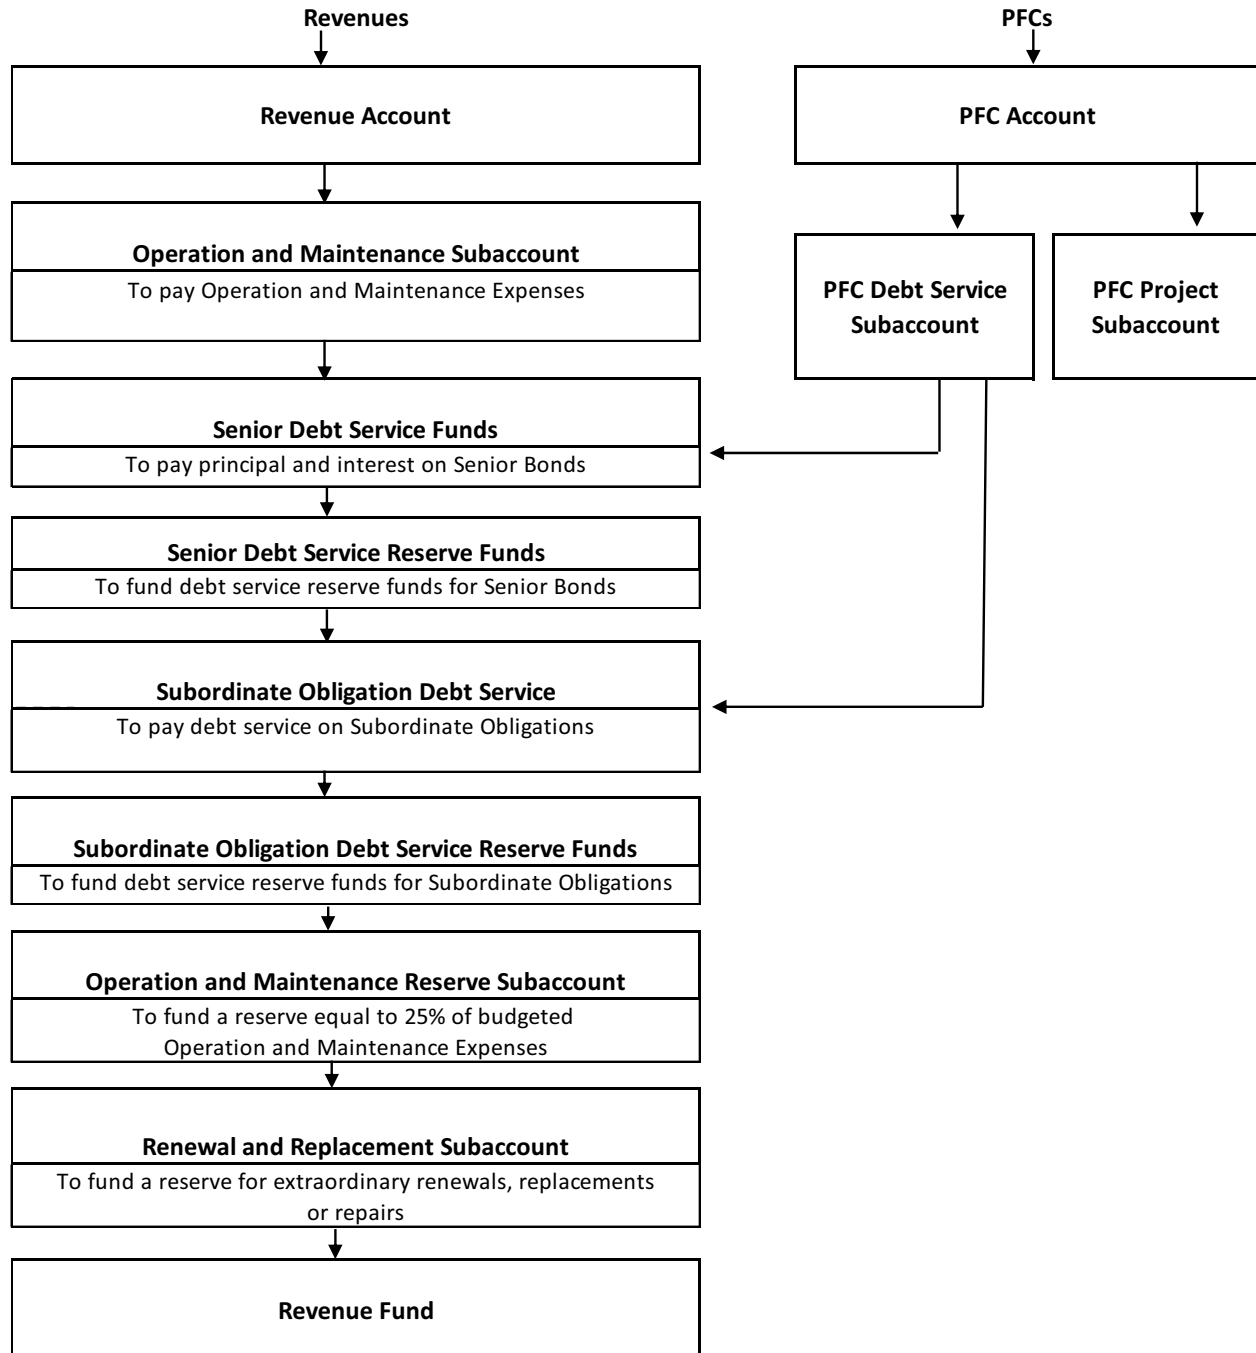 Revenues
Revenue Account
Operation and Maintenance Subaccount
To pay Operation and Maintenance Expenses
Senior Debt Service Funds
To pay principal and interest on Senior Bonds
Senior Debt Service Reserve Funds
To fund debt service reserve funds for Senior Bonds
Subordinate Obligation Debt Service
To pay debt service on Subordinate Obligations
Subordinate Obligation Debt Service Reserve Funds
To fund debt service reserve funds for Subordinate Obligations
Operation and Maintenance Reserve Subaccount
To fund a reserve equal to 25% of budgeted
Operation and Maintenance Expenses
Renewal and Replacement Subaccount
To fund a reserve for extraordinary renewals, replacements
or repairs
Revenue Fund
PFCs
PFC Account
PFC Debt Service
Subaccount
PFC Project
Subaccount